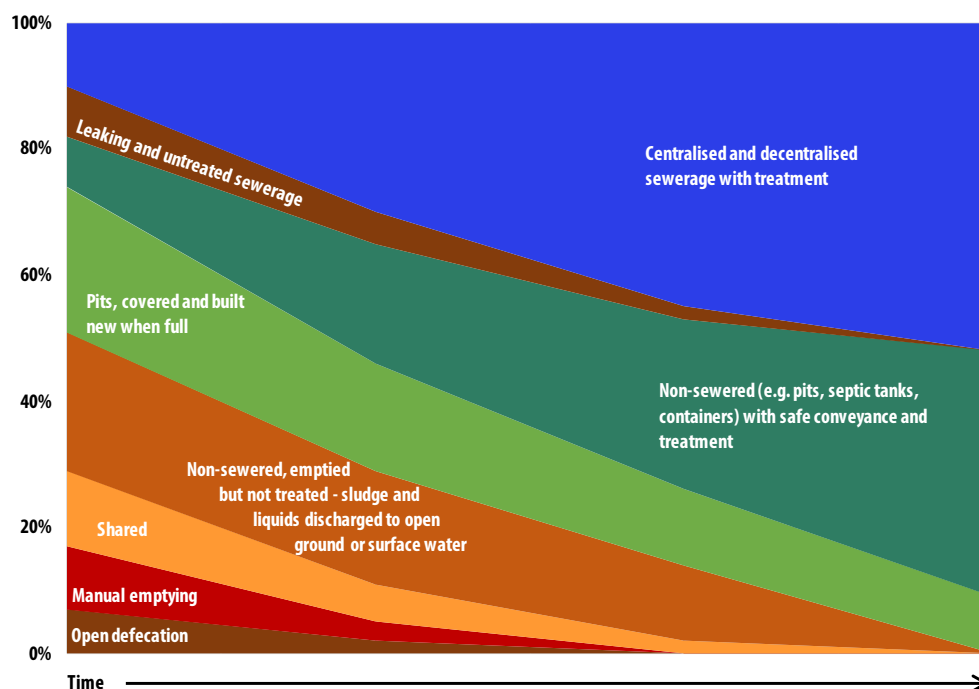 100%
80%
60%
40%
20%
0%
Leaking and untreated sewerage
Centralised and decentralised
sewerage with treatment
Pits, covered and built
new when full
Non-sewered (e.g. pits, septic tanks,
containers) with safe conveyance and
treatment
Non-sewered, emptied
but not treated - sludge and
liquids discharged to open
ground or surface water
Shared
Manual emptying
Open defecation
Time